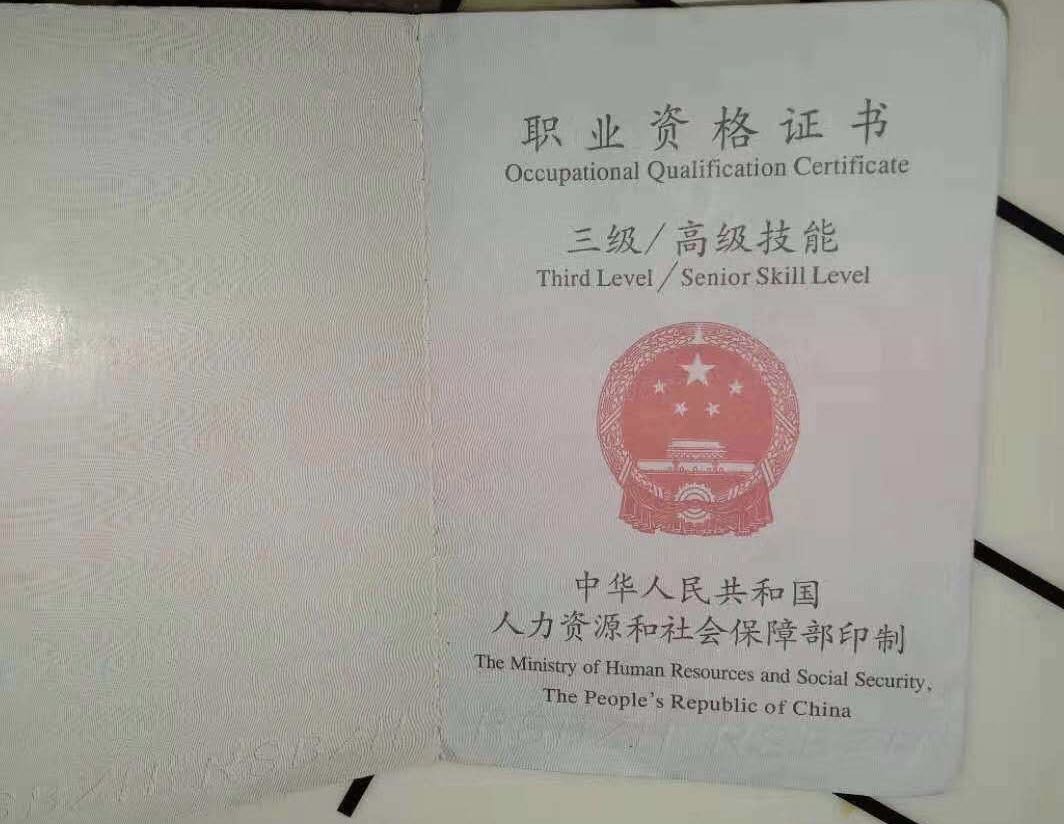 职业资格证书
Occupational Qualification Certificate
三级/高级技能
Third Level/Senior Skill Level
中华人民共和国
人力资源和社会保障部印制
The Ministry of Human Resources and Social Security,
The People's Republic of China